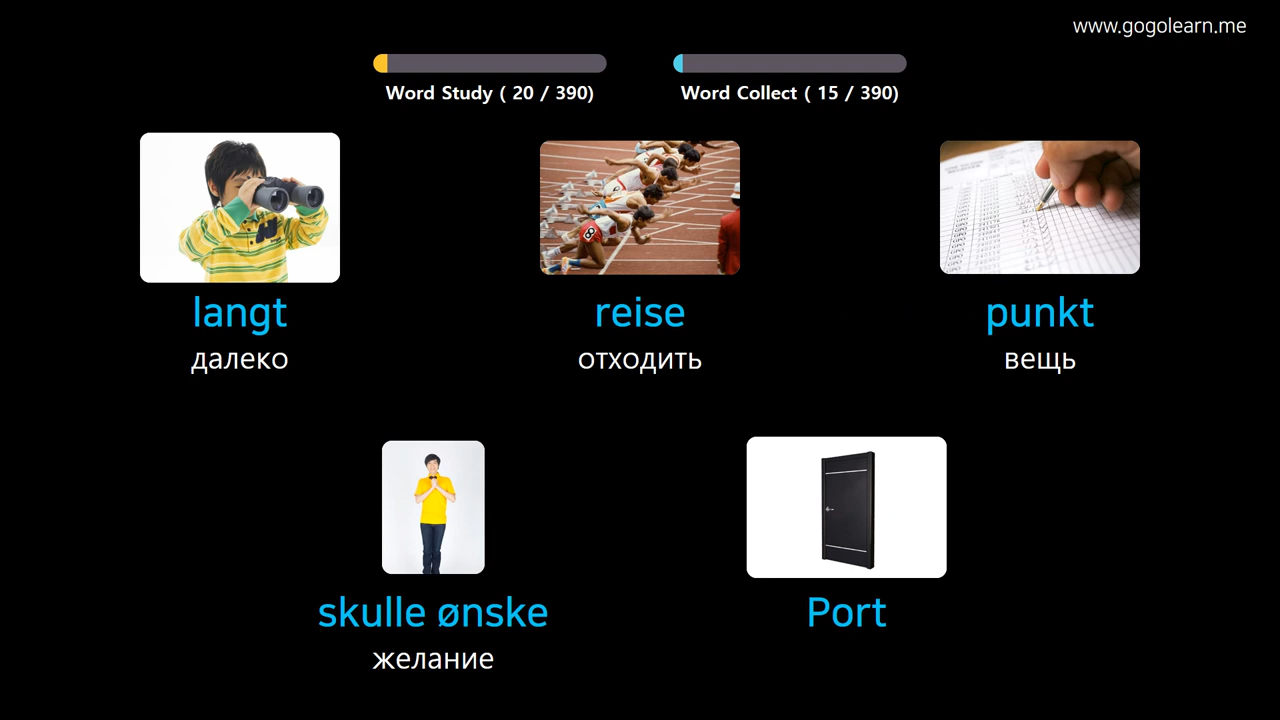 www.gogolearn.me
Word Study ( 20 / 390)
Word Collect ( 15 / 390)
langt
далеко
reise
отходить
punkt
вещь
skulle ønske
желание
Port